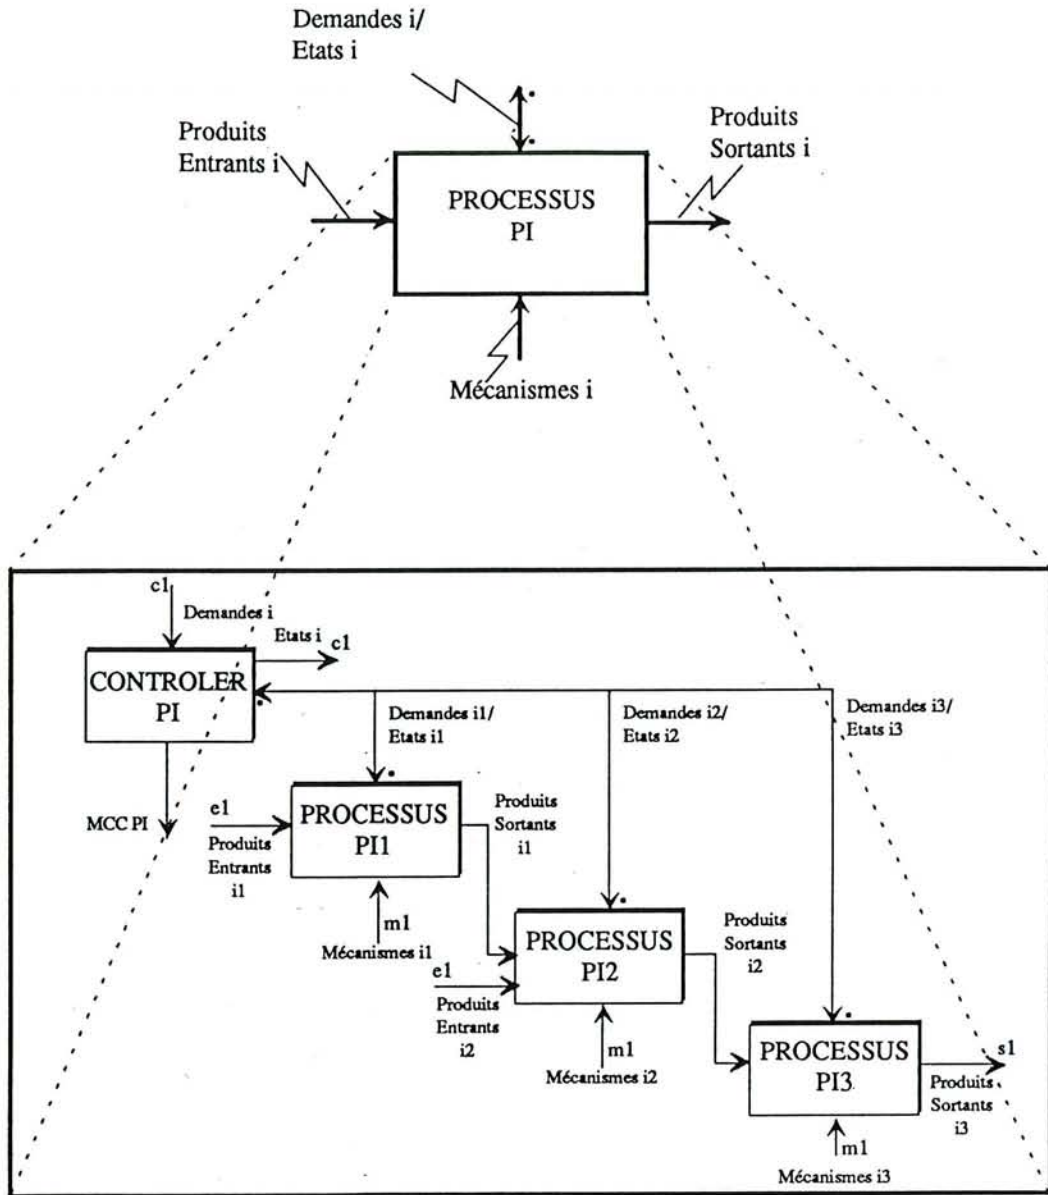 Demandes i/
Etats i
Produits
Entrants i
Produits
Sortants i
PROCESSUS
PI
Mécanismes i
c1
Demandes i
Etats i
c1
CONTROLER
PI
MCC PI
Demandes i1/
Etats i1
Demandes i2/
Etats i2
Demandes i3/
Etats i3
e1
Produits
Entrants
i1
PROCESSUS
PI1
Produits
Sortants
i1
m1
Mécanismes i1
e1
Produits
Entrants
i2
PROCESSUS
PI2
Produits
Sortants
i2
m1
Mécanismes i2
PROCESSUS
PI3
s1
Produits
Sortants
i3
m1
Mécanismes i3